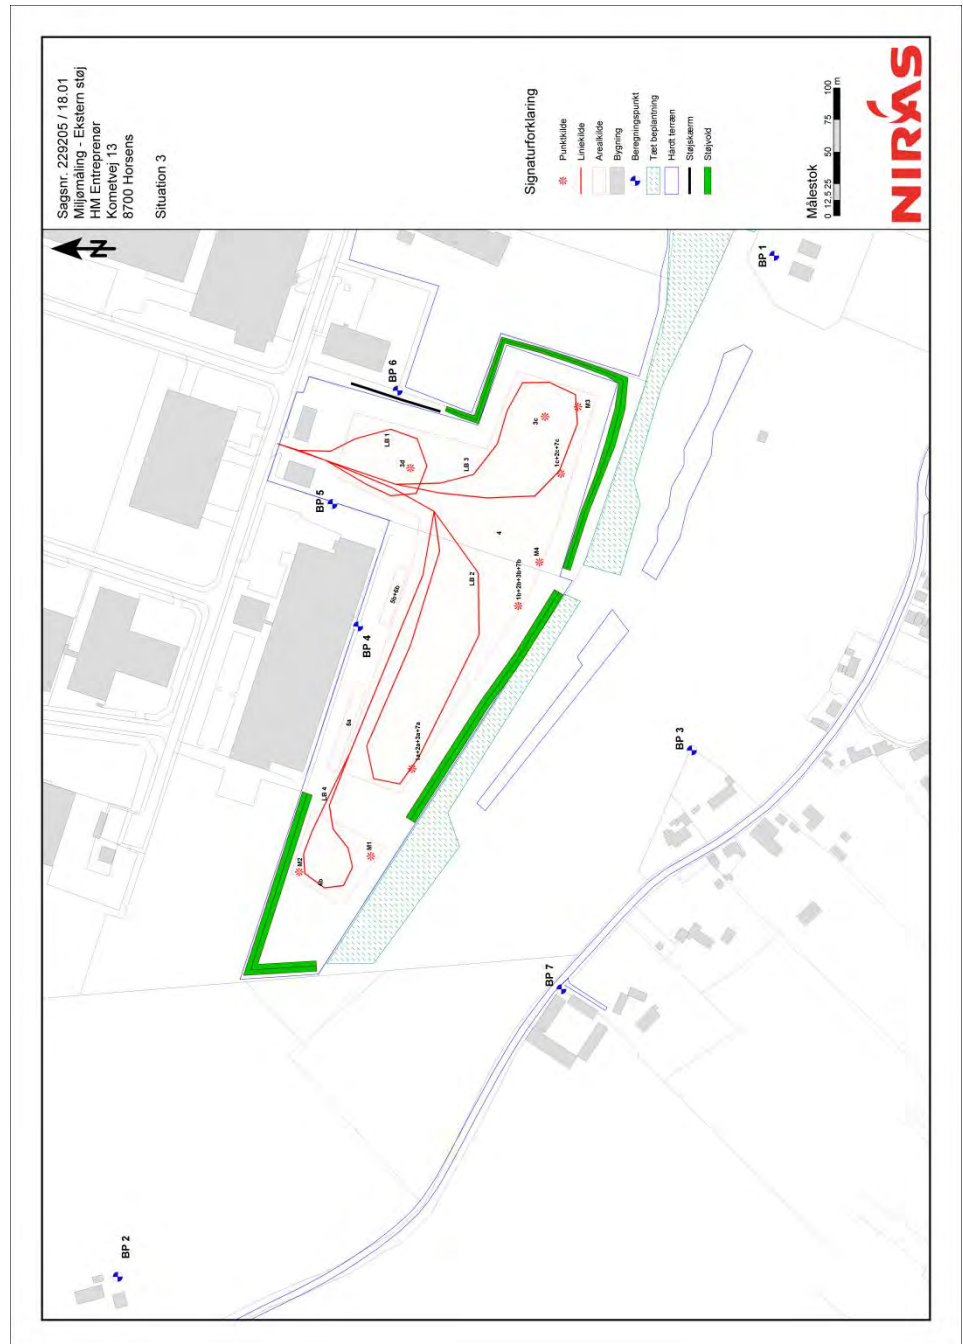 Sagsnr. 229205 / 18.01
Miljømåling - Ekstern støj
HM Entreprenør
Kometvej 13
8700 Horsens
Situation 3
Signaturforklaring
Punktkilde
Liniekilde
Arealkilde
Bygning
Beregningspunkt
Tæt beplantning
Hårdt terræn
Støjskærm
Støjvold
Målestok
0 12,5 25 50 75 100
m
NIRÁS
N
BP 1
BP 6
LB 1
3d
LB 3
3c
M3
1c+2c+7c
BP 5
4
M4
1b+2b+3b+7b
LB 2
5b+6b
BP 4
6a
1a+2a+3a+7a
LB 4
M2
M1
BP 3
BP 7
BP 2